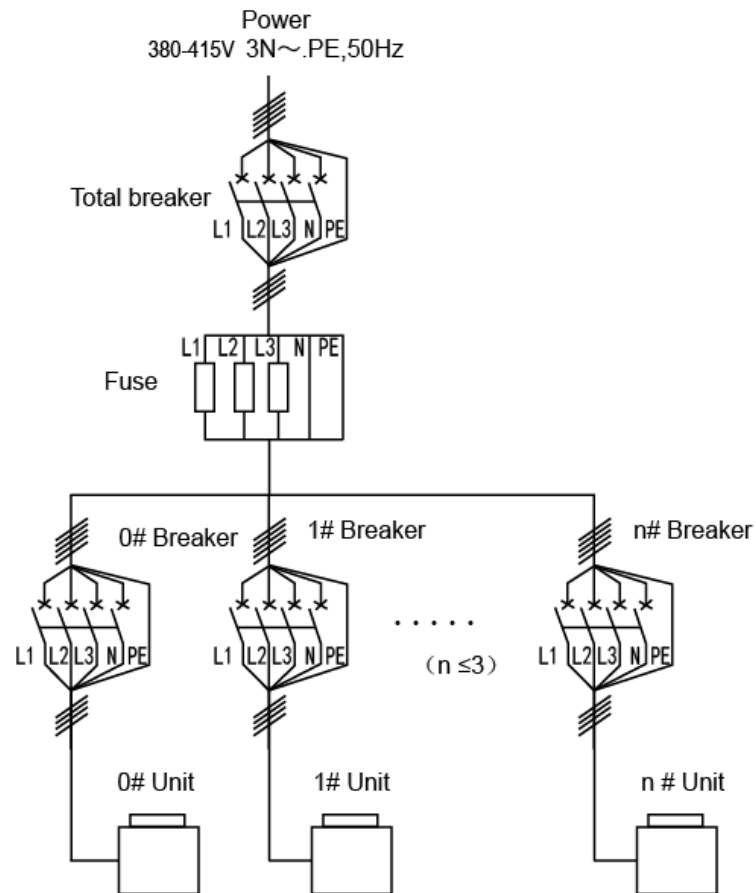 Power
380-415V 3N～.PE,50Hz
Total breaker
L1 L2 L3 N PE
L1 L2 L3 N PE
Fuse
0# Breaker
1# Breaker
n# Breaker
L1 L2 L3 N PE
L1 L2 L3 N PE
· · · · ·
（n ≤3）
L1 L2 L3 N PE
0# Unit
1# Unit
n # Unit